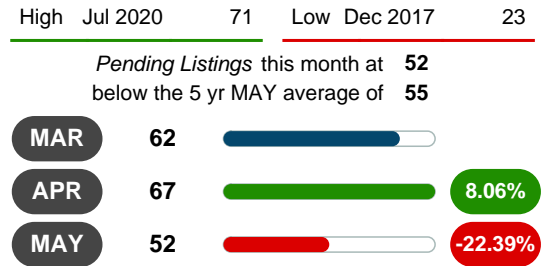 High Jul 2020 71 Low Dec 2017 23
Pending Listings this month at 52
below the 5 yr MAY average of 55
MAR 62
APR 67 8.06%
MAY 52 -22.39%